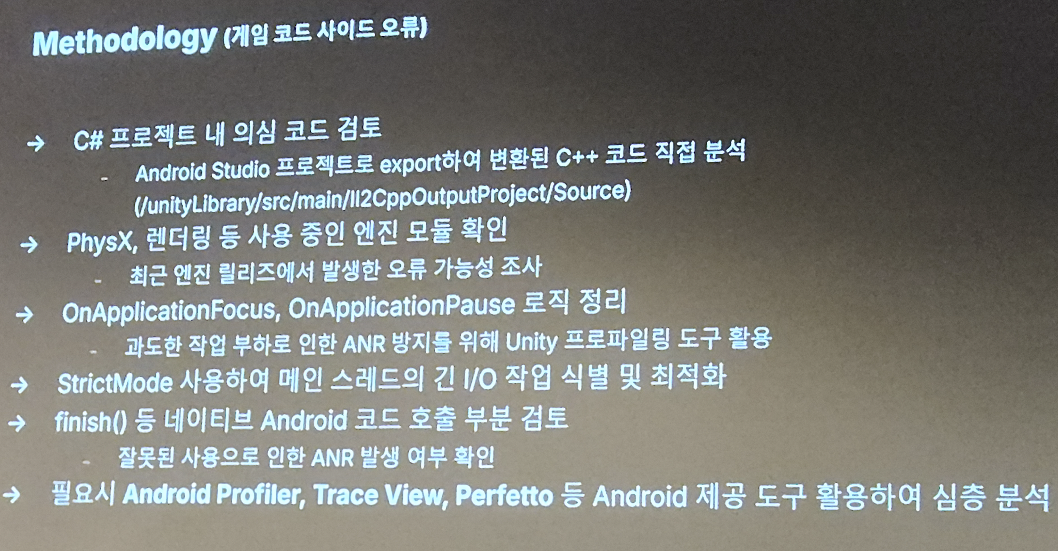 Methodology (게임 코드 사이드 오류)
→ C# 프로젝트 내 의심 코드 검토
- Android Studio 프로젝트로 export하여 변환된 C++ 코드 직접 분석
(/unityLibrary/src/main/Il2CppOutputProject/Source)
→ PhysX, 렌더링 등 사용 중인 엔진 모듈 확인
- 최근 엔진 릴리즈에서 발생한 오류 가능성 조사
→ OnApplicationFocus, OnApplicationPause 로직 정리
- 과도한 작업 부하로 인한 ANR 방지를 위해 Unity 프로파일링 도구 활용
→ StrictMode 사용하여 메인 스레드의 긴 I/O 작업 식별 및 최적화
→ finish() 등 네이티브 Android 코드 호출 부분 검토
- 잘못된 사용으로 인한 ANR 발생 여부 확인
→ 필요시 Android Profiler, Trace View, Perfetto 등 Android 제공 도구 활용하여 심층 분석